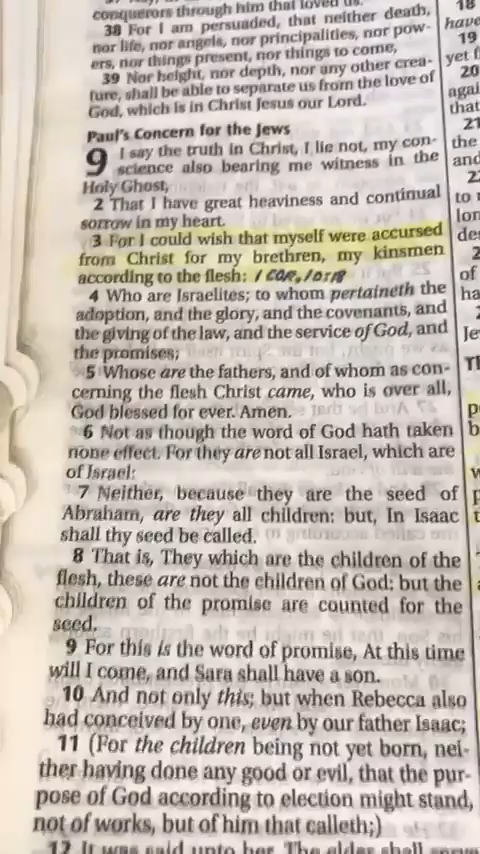 conquerors through him that loved us.
38 For I am persuaded, that neither death,
nor life, nor angels, nor principalities, nor pow-
ers, nor things present, nor things to come,
39 Nor height, nor depth, nor any other crea-
ture, shall be able to separate us from the love of
God, which is in Christ Jesus our Lord.
Paul's Concern for the Jews
9 I say the truth in Christ, I lie not, my con-
science also bearing me witness in the
Holy Ghost,
2 That I have great heaviness and continual
sorrow in my heart.
3 For I could wish that myself were accursed
from Christ for my brethren, my kinsmen
according to the flesh: 1 COR, 10:18
4 Who are Israelites; to whom pertaineth the
adoption, and the glory, and the covenants, and
the giving of the law, and the service of God, and
the promises;
5 Whose are the fathers, and of whom as con-
cerning the flesh Christ came, who is over all,
God blessed for ever. Amen.
6 Not as though the word of God hath taken
none effect. For they are not all Israel, which are
of Israel:
7 Neither, because they are the seed of
Abraham, are they all children: but, In Isaac
shall thy seed be called.
8 That is, They which are the children of the
flesh, these are not the children of God: but the
children of the promise are counted for the
seed.
9 For this is the word of promise, At this time
will I come, and Sara shall have a son.
10 And not only this; but when Rebecca also
had conceived by one, even by our father Isaac;
11 (For the children being not yet born, nei-
ther having done any good or evil, that the pur-
pose of God according to election might stand,
not of works, but of him that calleth;)
12 It was said unto her, The elder shall serve
18
have
19
20
that
21
the
and
of